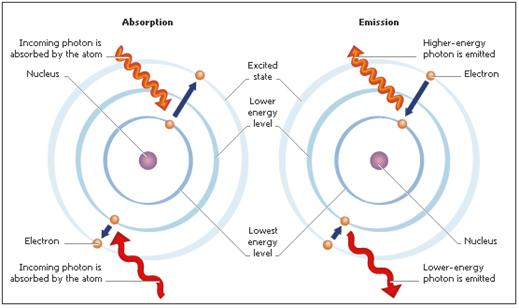 Absorption
Emission
Incoming photon is
absorbed by the atom
Nucleus
Excited
state
Lower
energy
level
Lowest
energy
level
Electron
Incoming photon is
absorbed by the atom
Higher-energy
photon is emitted
Electron
Nucleus
Lower-energy
photon is emitted